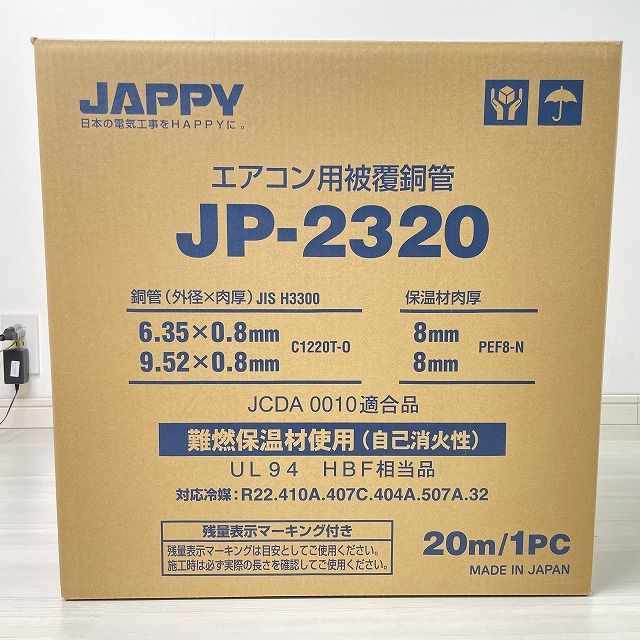 JAPPY
日本の電気工事をHAPPYに。
エアコン用被覆銅管
JP-2320
銅管(外径×肉厚)JIS H3300
保温材肉厚
6.35×0.8mm
9.52×0.8mm
C1220T-O
8mm
8mm
PEF8-N
JCDA 0010適合品
難燃保温材使用(自己消火性)
UL94 HBF相当品
対応冷媒:R22.410A.407C.404A.507A.32
残量表示マーキング付き
残量表示マーキングは目安としてご使用ください。
施工時は必ず実際の長さを確認してご使用ください。
20m/1PC
MADE IN JAPAN